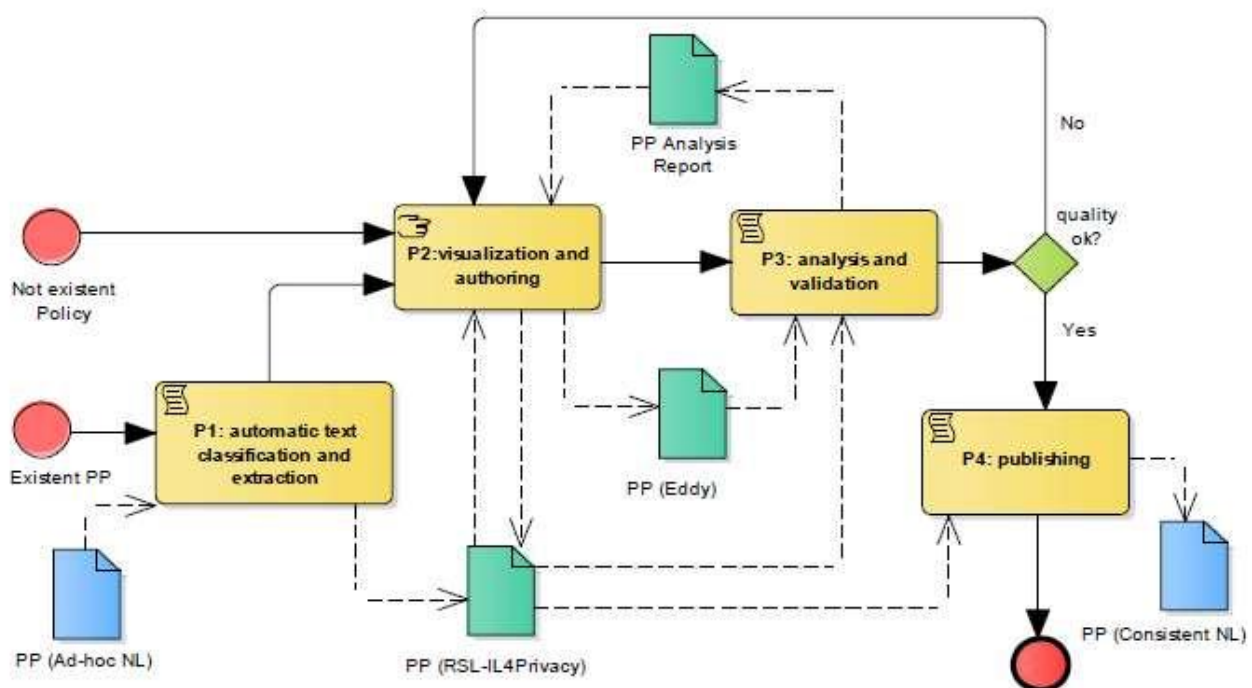 No
PP Analysis
Report
quality
ok?
P2:visualization and
authoring
P3: analysis and
validation
Not existent
Policy
Yes
P1: automatic text
classification and
extraction
P4: publishing
Existent PP
PP (Eddy)
PP (Ad-hoc NL)
PP (RSL-IL4Privacy)
PP (Consistent NL)